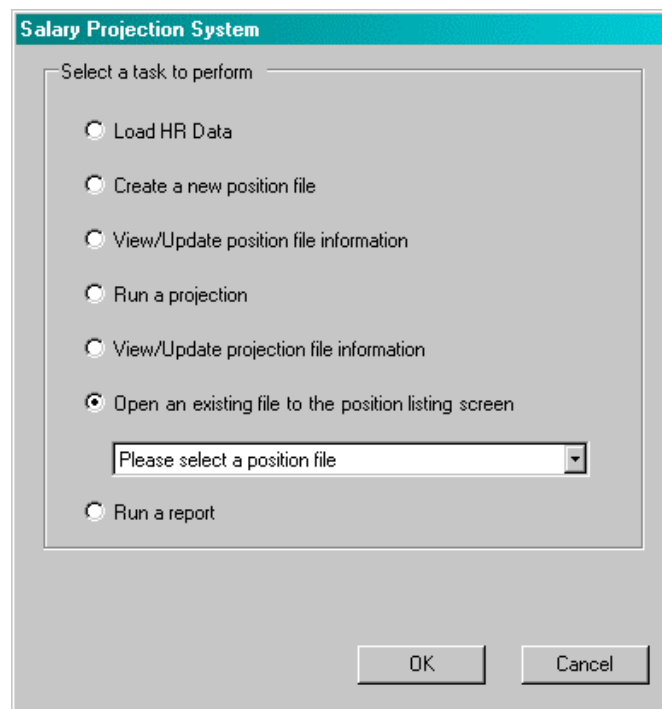 Salary Projection System
Select a task to perform
Load HR Data
Create a new position file
View/Update position file information
Run a projection
View/Update projection file information
Open an existing file to the position listing screen
Please select a position file
Run a report
OK Cancel